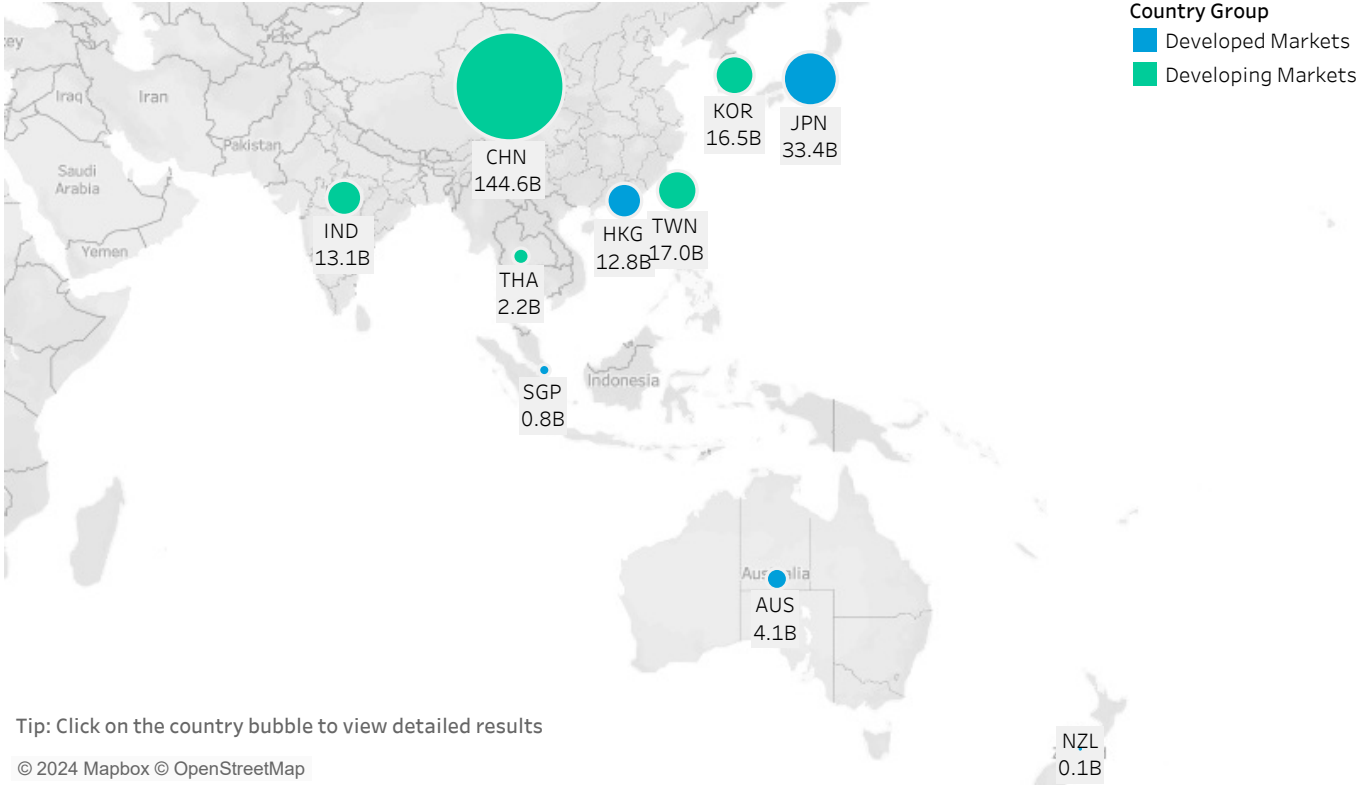 Country Group
Developed Markets
Developing Markets
Iraq
Iran
Pakistan
Saudi
Arabia
Yemen
CHN
144.6B
KOR
16.5B
JPN
33.4B
IND
13.1B
HKG
12.8B
TWN
17.0B
THA
2.2B
SGP
0.8B
Indonesia
AUS
4.1B
NZL
0.1B
Tip: Click on the country bubble to view detailed results
© 2024 Mapbox © OpenStreetMap